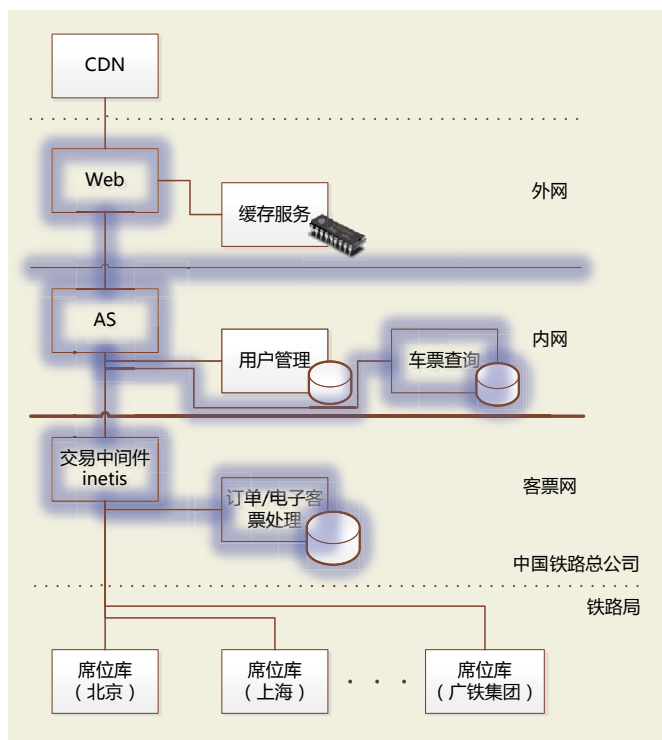 CDN
Web
缓存服务
外网
AS
用户管理
车票查询
内网
交易中间件
inetis
订单/电子客
票处理
客票网
中国铁路总公司
铁路局
席位库
（北京）
席位库
（上海）
· · ·
席位库
（广铁集团）